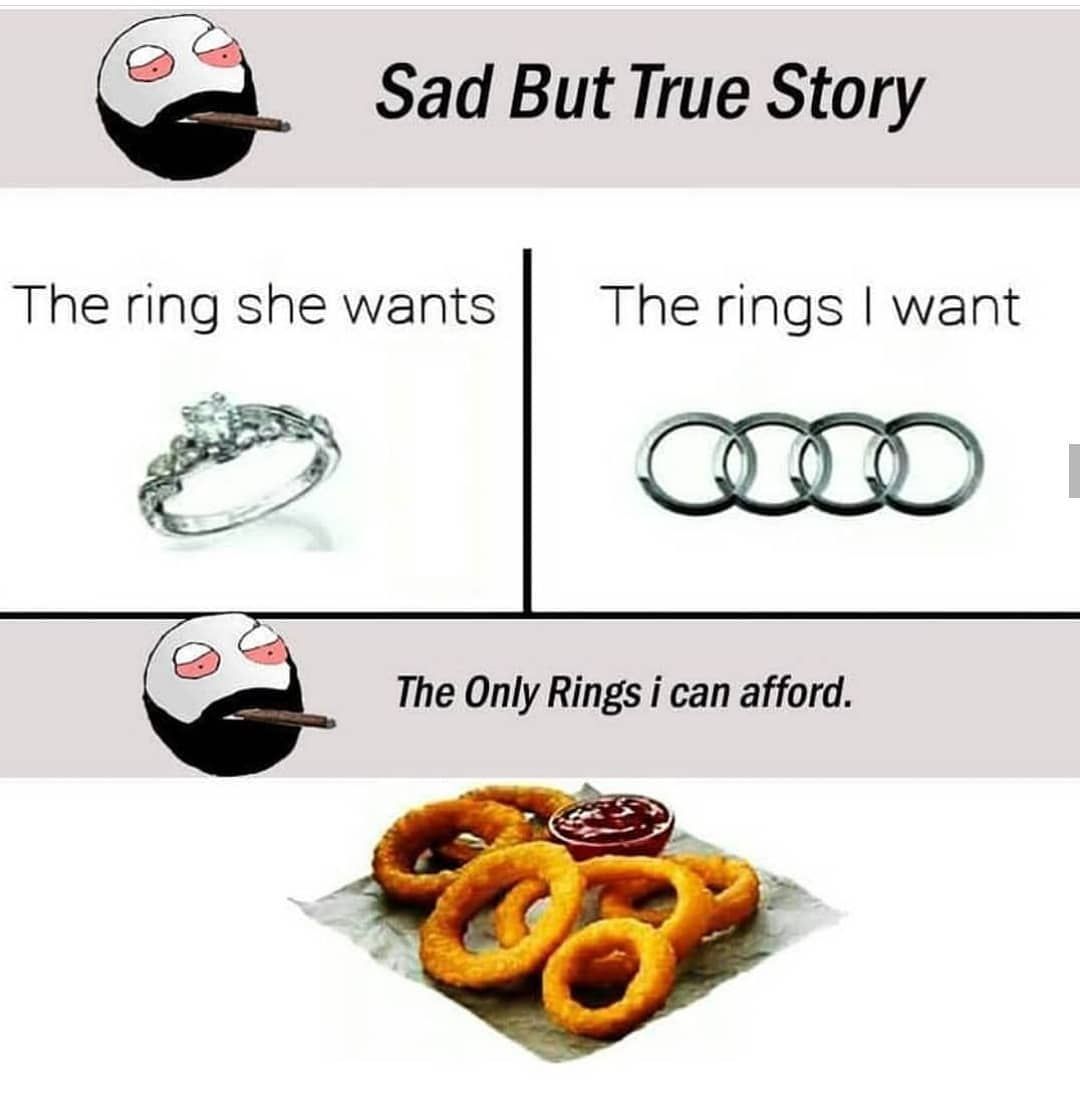 Sad But True Story
The ring she wants
The rings I want
The Only Rings i can afford.